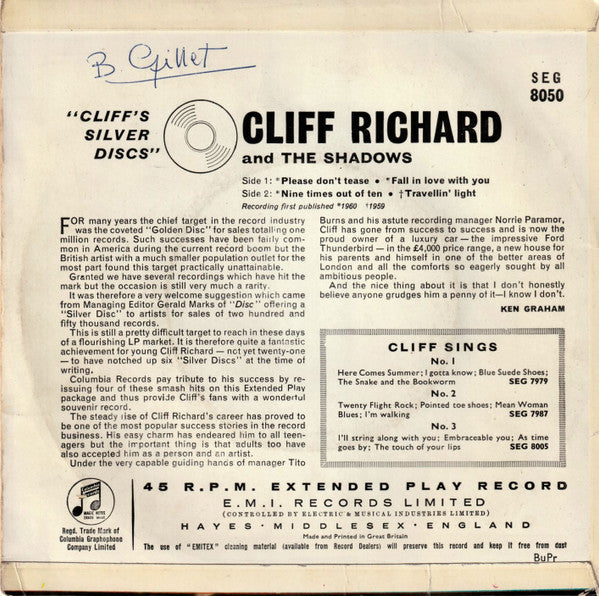 B. Gillet
SEG
8050
"CLIFF'S
SILVER
DISCS"
CLIFF RICHARD
and THE SHADOWS
Side 1: *Please don't tease • *Fall in love with you
Side 2: *Nine times out of ten • †Travellin' light
Recording first published *1960 †1959
FOR many years the chief target in the record industry
was the coveted "Golden Disc" for sales totalling one
million records. Such successes have been fairly com-
mon in America during the current record boom but the
British artist with a much smaller population outlet for the
most part found this target practically unattainable.
Granted we have several recordings which have hit the
mark but the occasion is still very much a rarity.
It was therefore a very welcome suggestion which came
from Managing Editor Gerald Marks of "Disc" offering a
"Silver Disc" to artists for sales of two hundred and
fifty thousand records.
This is still a pretty difficult target to reach in these days
of a flourishing LP market. It is therefore quite a fantastic
achievement for young Cliff Richard — not yet twenty-one
— to have notched up six "Silver Discs" at the time of
writing.
Columbia Records pay tribute to his success by re-
issuing four of these smash hits on this Extended Play
package and thus provide Cliff's fans with a wonderful
souvenir record.
The steady rise of Cliff Richard's career has proved to
be one of the most popular success stories in the record
business. His easy charm has endeared him to all teen-
agers but the important thing is that adults too have
also accepted him as a person and an artist.
Under the very capable guiding hands of manager Tito
Burns and his astute recording manager Norrie Paramor,
Cliff has gone from success to success and is now the
proud owner of a luxury car — the impressive Ford
Thunderbird – in the £4,000 price range, a new house for
his parents and himself in one of the better areas of
London and all the comforts so eagerly sought by all
ambitious people.
And the nice thing about it is that I don't honestly
believe anyone grudges him a penny of it—I know I don't.
KEN GRAHAM
CLIFF SINGS
No. 1
Here Comes Summer; I gotta know; Blue Suede Shoes;
The Snake and the Bookworm SEG 7979
No. 2
Twenty Flight Rock; Pointed toe shoes; Mean Woman
Blues; I'm walking SEG 7987
No. 3
I'll string along with you; Embraceable you; As time
goes by; The touch of your lips SEG 8005
MAGIC NOTES
Regd. Trade Mark of
Columbia Graphophone
Company Limited
45 R.P.M. EXTENDED PLAY RECORD
E.M.I. RECORDS LIMITED
(CONTROLLED BY ELECTRIC & MUSICAL INDUSTRIES LIMITED)
HAYES · MIDDLESEX · ENGLAND
Made and Printed in Great Britain
The use of "EMITEX" cleaning material (available from Record Dealers) will preserve this record and keep it free from dust
BuPr